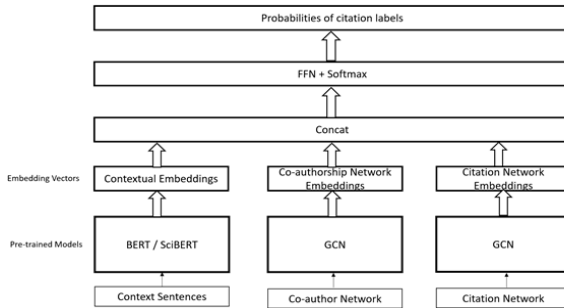 Probabilities of citation labels
FFN + Softmax
Concat
Embedding Vectors
Contextual Embeddings
Co-authorship Network
Embeddings
Citation Network
Embeddings
Pre-trained Models
BERT / SciBERT
GCN
GCN
Context Sentences
Co-author Network
Citation Network